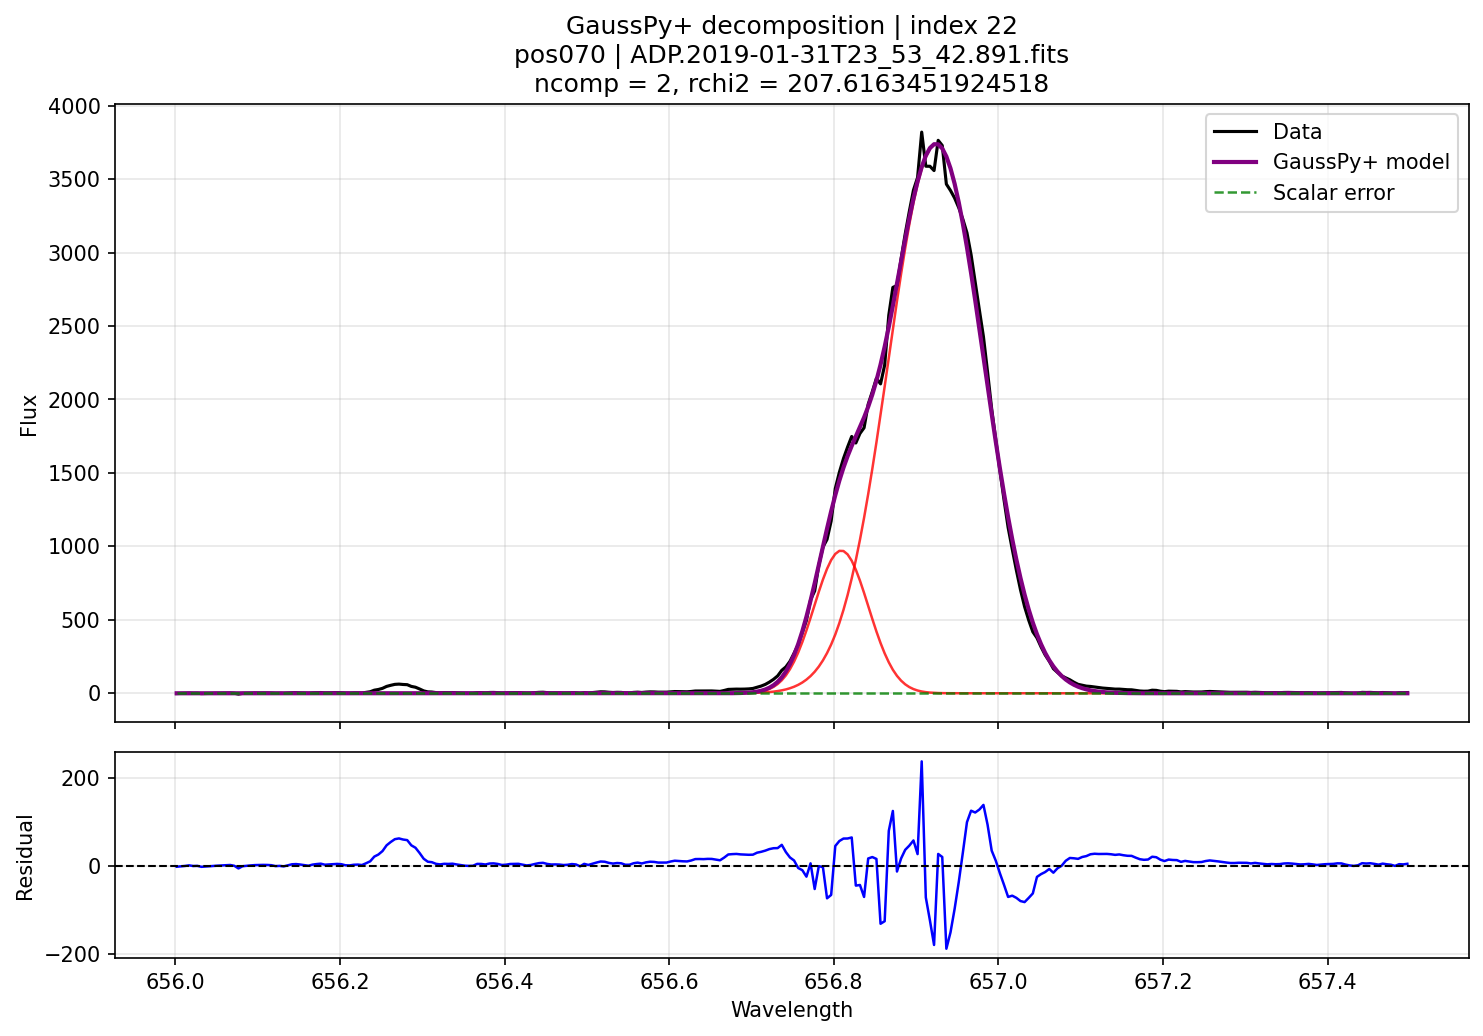 GaussPy+ decomposition | index 22
pos070 | ADP.2019-01-31T23_53_42.891.fits
ncomp = 2, rchi2 = 207.6163451924518
4000
3500
3000
2500
2000
1500
1000
500
0
Flux
Data
GaussPy+ model
Scalar error
200
0
−200
Residual
656.0 656.2 656.4 656.6 656.8 657.0 657.2 657.4
Wavelength